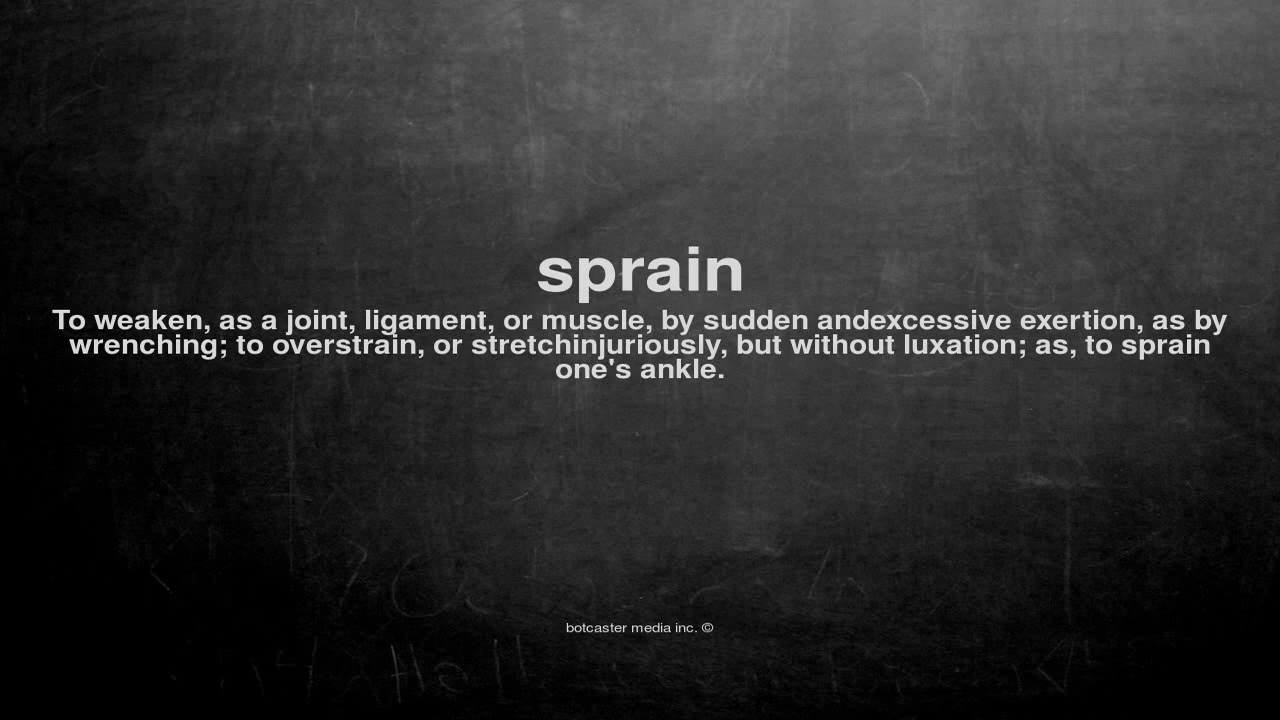 sprain
To weaken, as a joint, ligament, or muscle, by sudden andexcessive exertion, as by
wrenching; to overstrain, or stretchinjuriously, but without luxation; as, to sprain
one's ankle.
botcaster media inc. ©